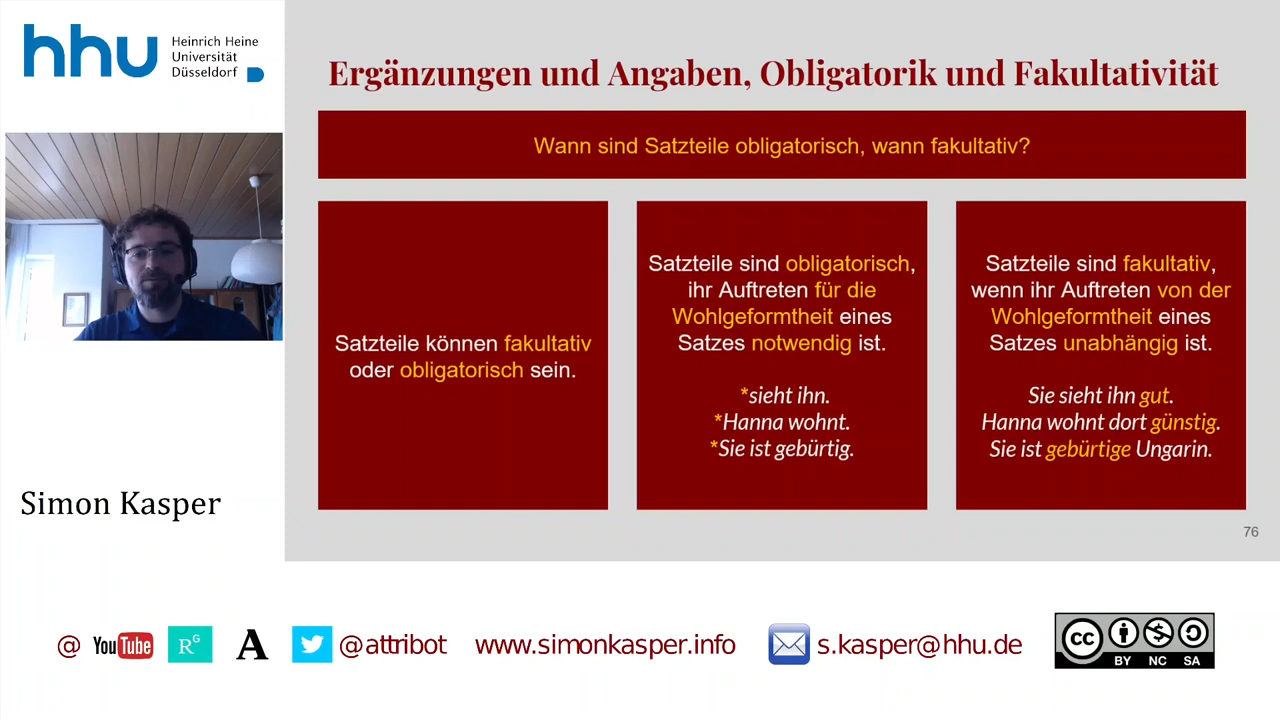 hhu Heinrich Heine
Universität
Düsseldorf
Ergänzungen und Angaben, Obligatorik und Fakultativität
Wann sind Satzteile obligatorisch, wann fakultativ?
Satzteile können fakultativ
oder obligatorisch sein.
Satzteile sind obligatorisch,
ihr Auftreten für die
Wohlgeformtheit eines
Satzes notwendig ist.
*sieht ihn.
*Hanna wohnt.
*Sie ist gebürtig.
Satzteile sind fakultativ,
wenn ihr Auftreten von der
Wohlgeformtheit eines
Satzes unabhängig ist.
Sie sieht ihn gut.
Hanna wohnt dort günstig.
Sie ist gebürtige Ungarin.
76
Simon Kasper
@ YouTube RG A @attribot www.simonkasper.info s.kasper@hhu.de
cc BY NC SA